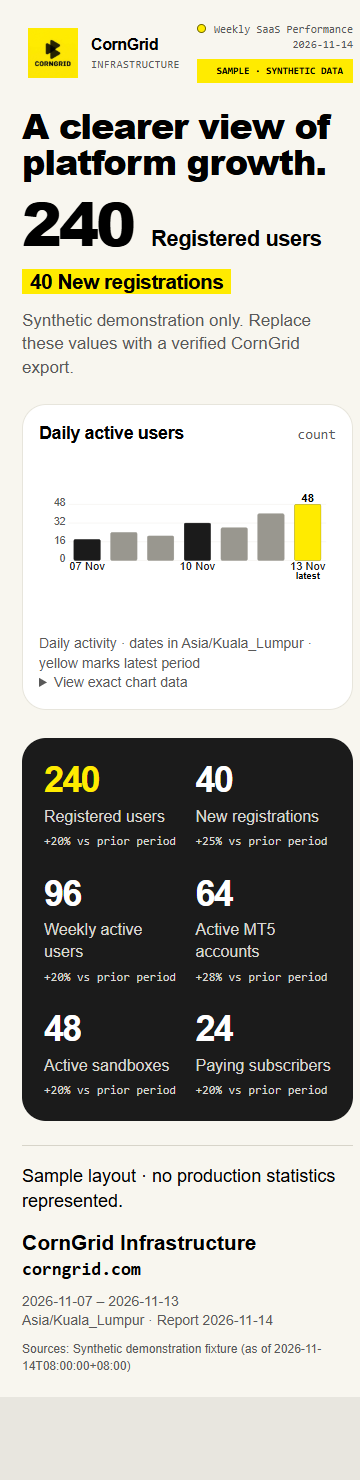 CORNGRID
CornGrid
INFRASTRUCTURE
Weekly SaaS Performance
2026-11-14
SAMPLE · SYNTHETIC DATA
A clearer view of
platform growth.
240 Registered users
40 New registrations
Synthetic demonstration only. Replace
these values with a verified CornGrid
export.
Daily active users count
48
48
32
16
0
07 Nov 10 Nov 13 Nov
latest
Daily activity · dates in Asia/Kuala_Lumpur ·
yellow marks latest period
▶ View exact chart data
240 40
Registered users New registrations
+20% vs prior period +25% vs prior period
96 64
Weekly active Active MT5
users accounts
+20% vs prior period +28% vs prior period
48 24
Active sandboxes Paying subscribers
+20% vs prior period +20% vs prior period
Sample layout · no production statistics
represented.
CornGrid Infrastructure
corngrid.com
2026-11-07 – 2026-11-13
Asia/Kuala_Lumpur · Report 2026-11-14
Sources: Synthetic demonstration fixture (as of 2026-11-
14T08:00:00+08:00)